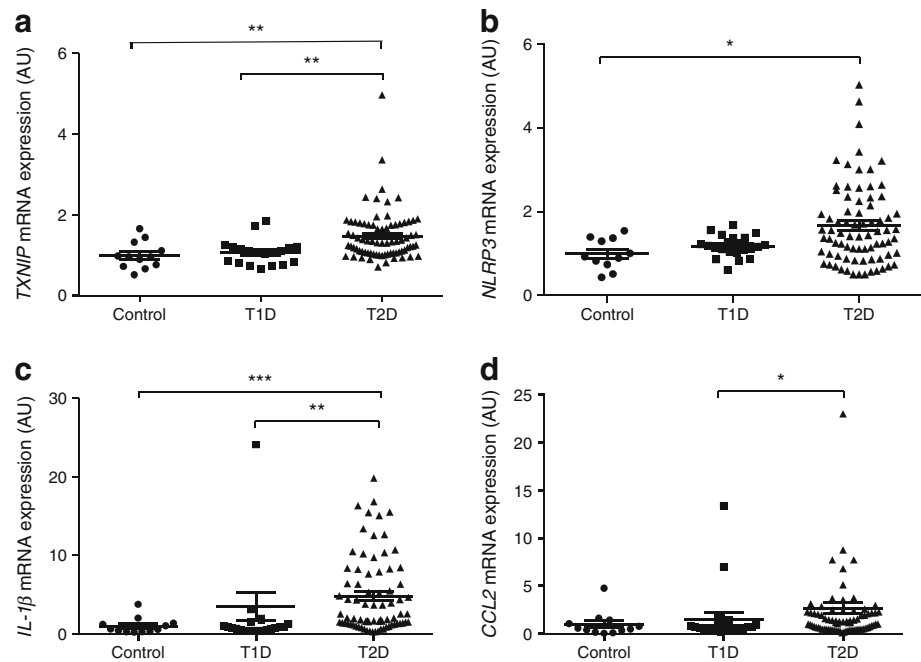 a
**
**
TXNIP mRNA expression (AU)
6
4
2
0
Control T1D T2D
b
*
NLRP3 mRNA expression (AU)
6
4
2
0
Control T1D T2D
c
***
**
IL-1β mRNA expression (AU)
30
20
10
0
Control T1D T2D
d
*
CCL2 mRNA expression (AU)
25
20
15
10
5
0
Control T1D T2D